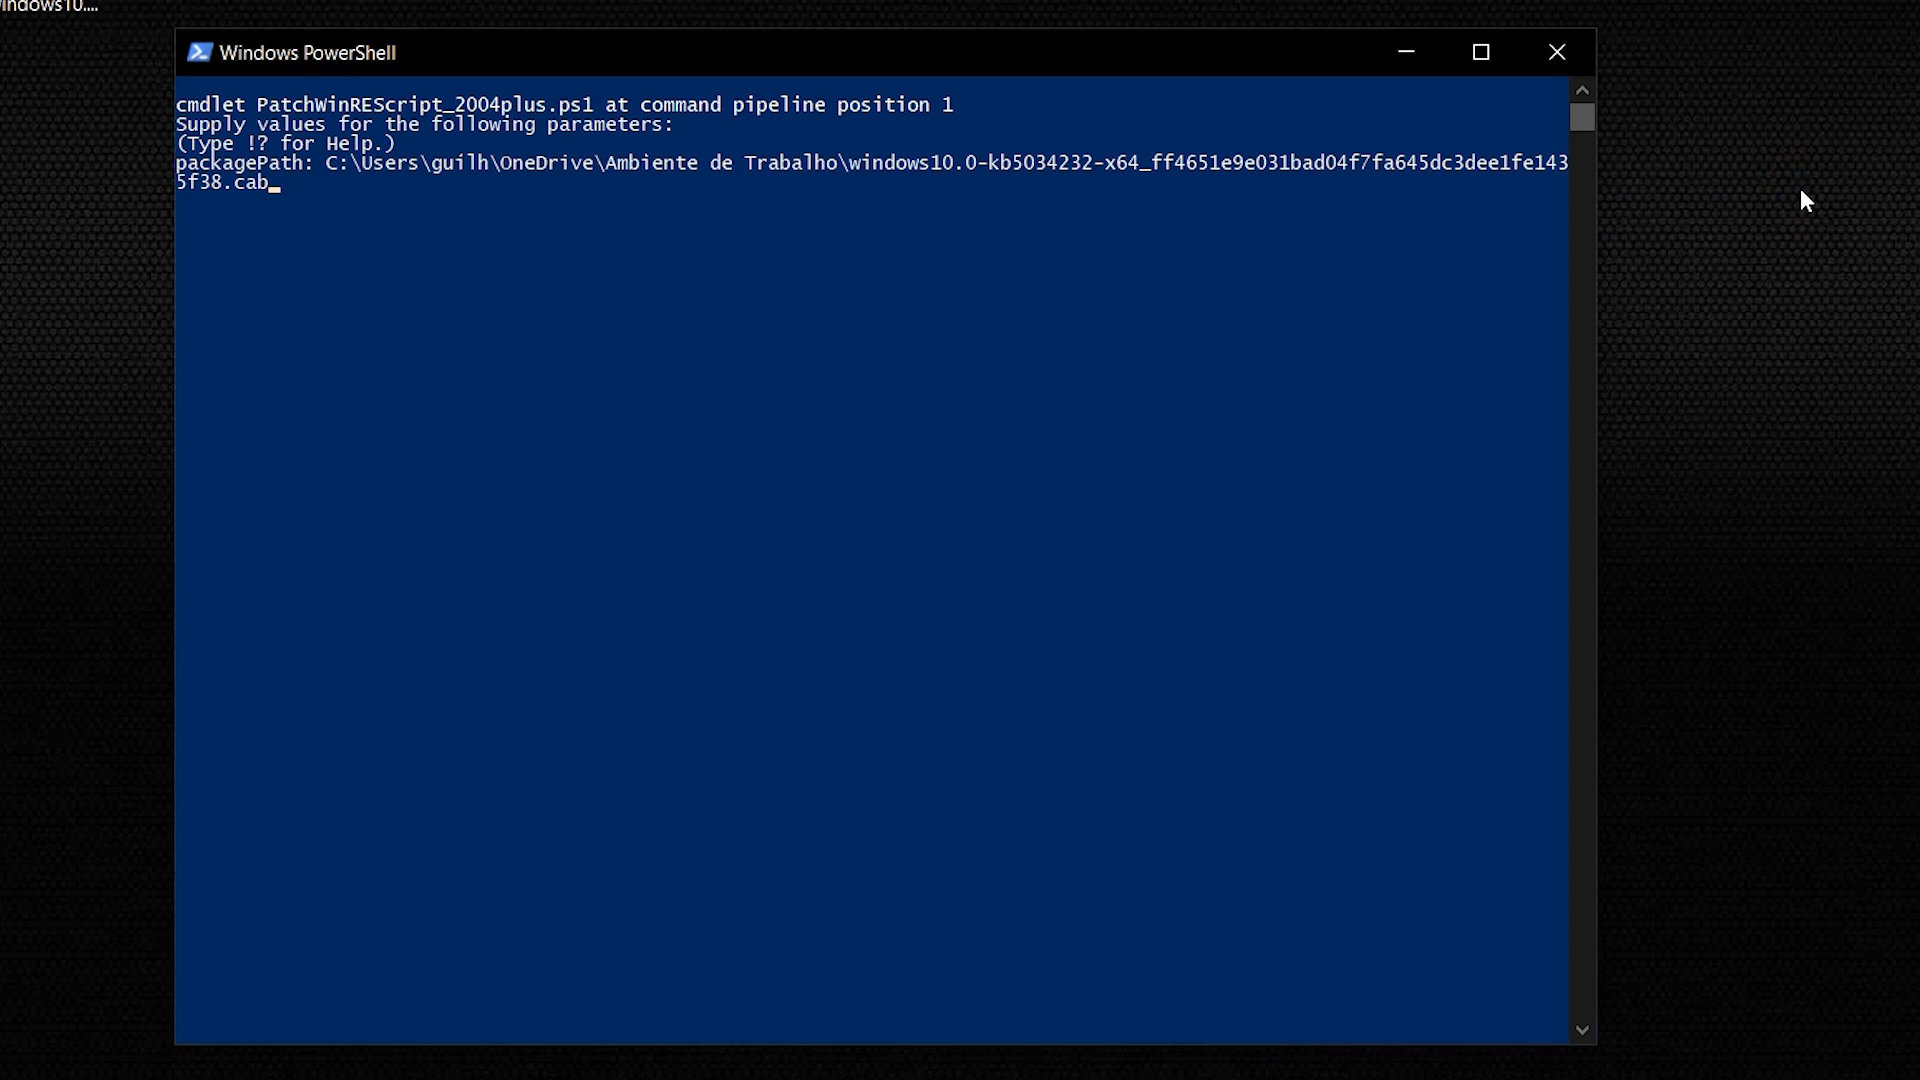 indows10....
Windows PowerShell
cmdlet PatchWinREScript_2004plus.ps1 at command pipeline position 1
Supply values for the following parameters:
(Type !? for Help.)
packagePath: C:\Users\guilh\OneDrive\Ambiente de Trabalho\windows10.0-kb5034232-x64_ff4651e9e031bad04f7fa645dc3dee1fe143
5f38.cab